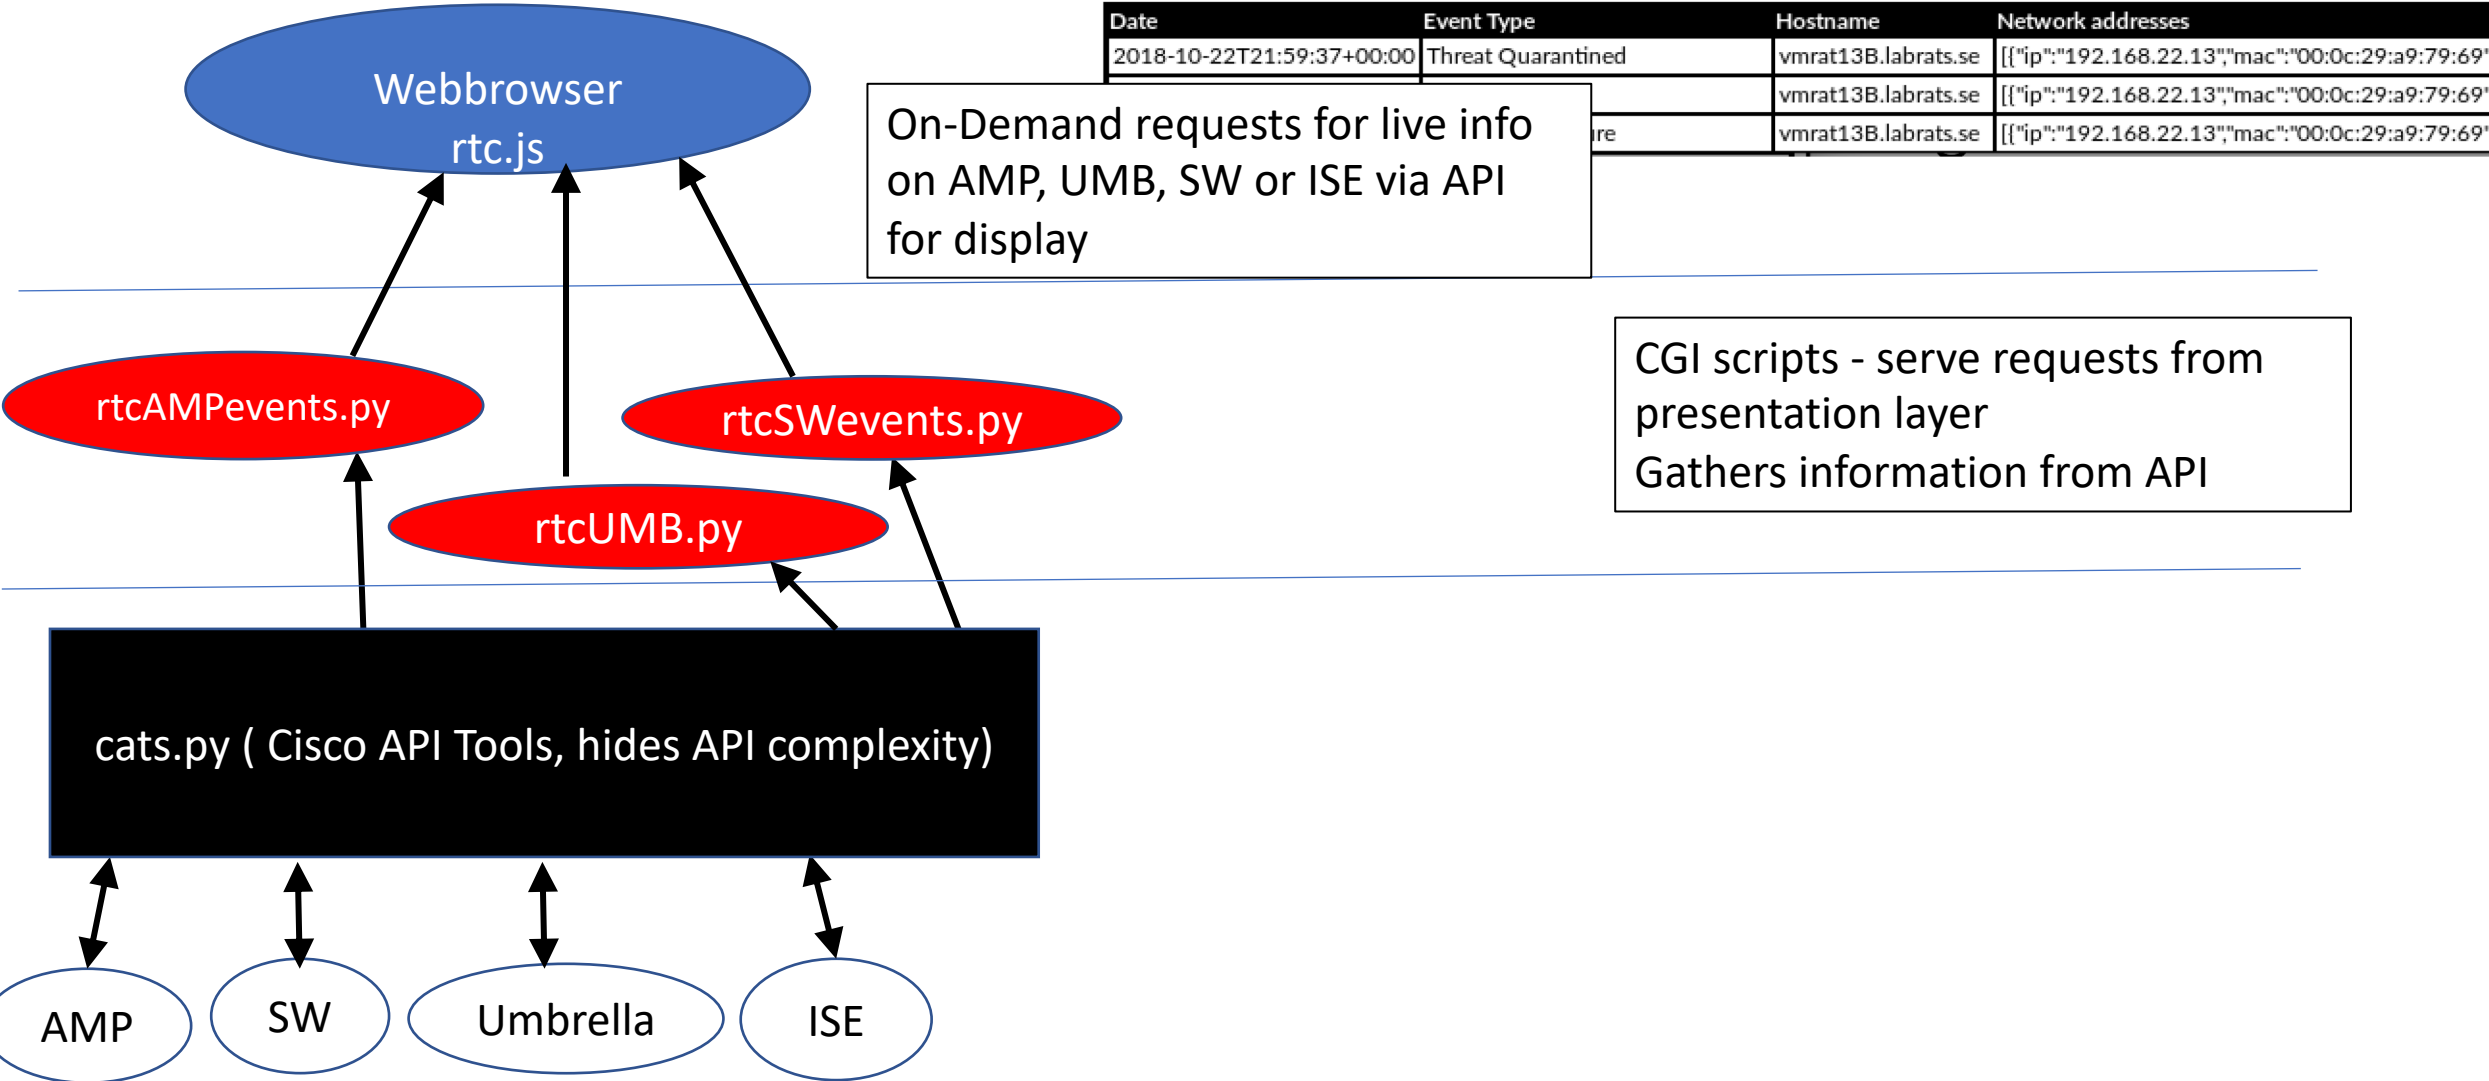 Webbrowser
rtc.js
Date Event Type Hostname Network addresses
2018-10-22T21:59:37+00:00 Threat Quarantined vmrat13B.labrats.se [{"ip":"192.168.22.13","mac":"00:0c:29:a9:79:69"
vmrat13B.labrats.se [{"ip":"192.168.22.13","mac":"00:0c:29:a9:79:69"
vmrat13B.labrats.se [{"ip":"192.168.22.13","mac":"00:0c:29:a9:79:69"
On-Demand requests for live info
on AMP, UMB, SW or ISE via API
for display
CGI scripts - serve requests from
presentation layer
Gathers information from API
rtcAMPevents.py
rtcSWevents.py
rtcUMB.py
cats.py ( Cisco API Tools, hides API complexity)
AMP
SW
Umbrella
ISE